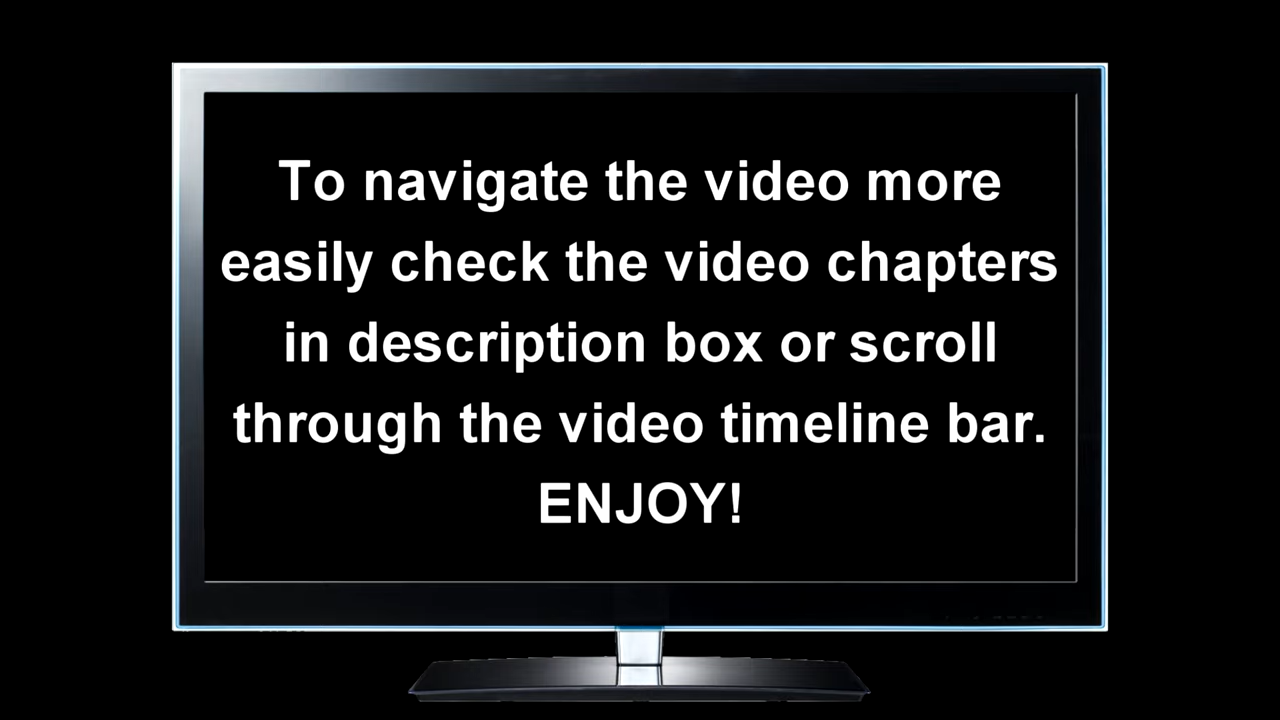 To navigate the video more
easily check the video chapters
in description box or scroll
through the video timeline bar.
ENJOY!